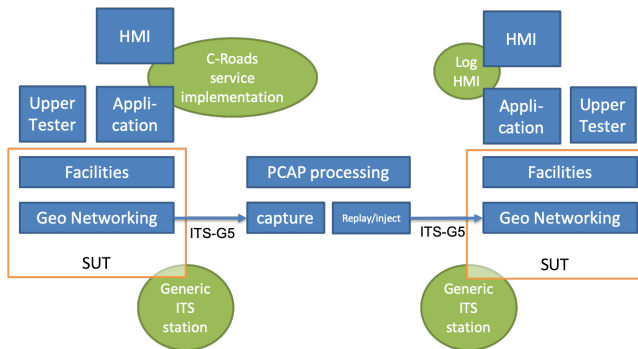 HMI
C-Roads
service
implementation
Upper
Tester
Appli-
cation
Facilities
Geo Networking
SUT
Generic
ITS
station
ITS-G5
PCAP processing
capture
Replay/inject
ITS-G5
HMI
Log
HMI
Appli-
cation
Upper
Tester
Facilities
Geo Networking
SUT
Generic
ITS
station